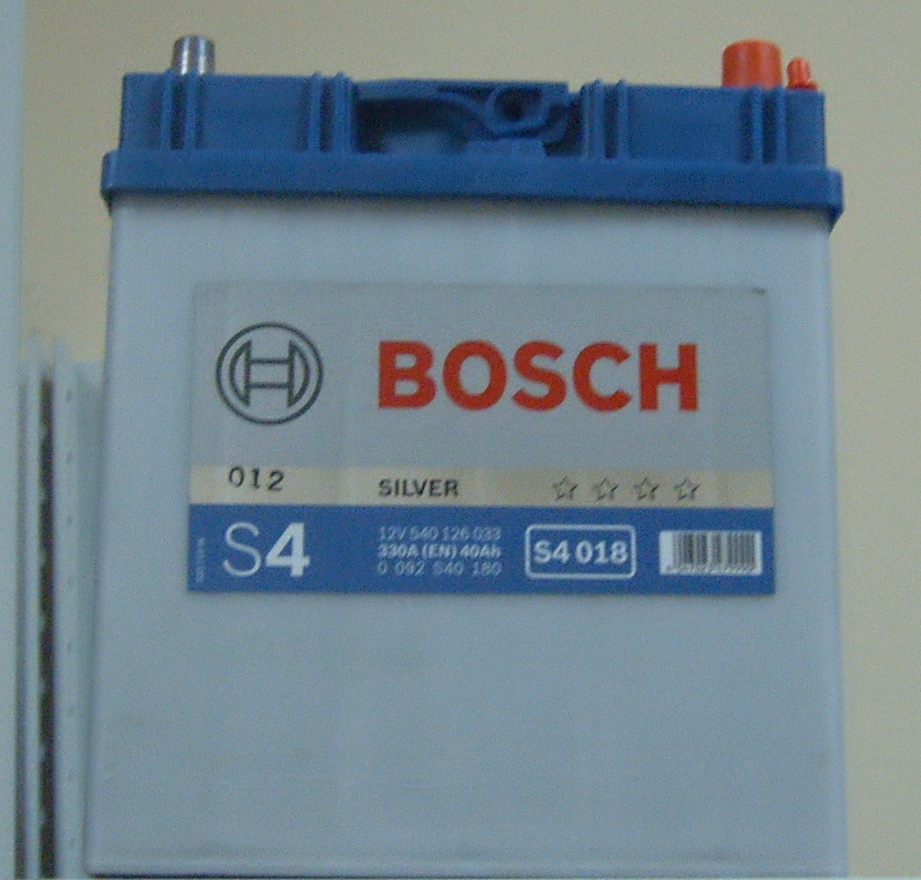 BOSCH
012
SILVER
S4
12V 540 126 033
330A (EN) 40Ah
0 092 S40 180
S4 018